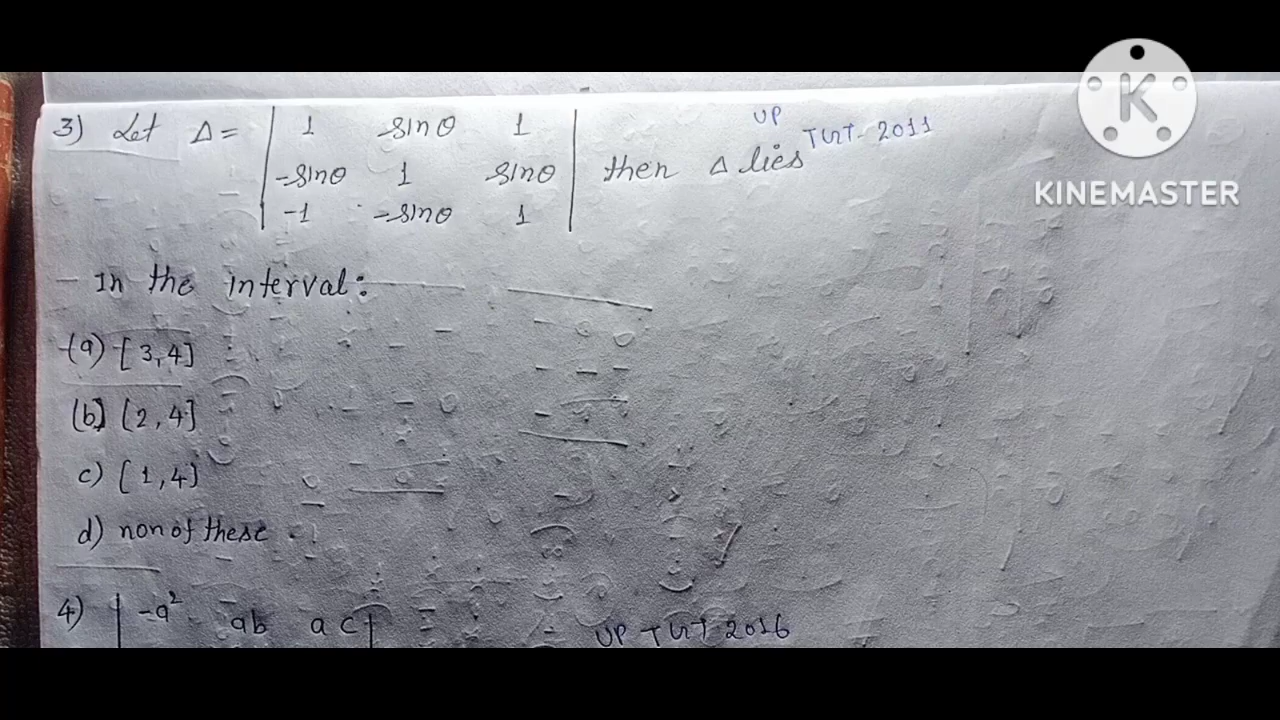 UP
TGT- 2011
3) Let Δ = | 1 sinθ 1 |
| -sinθ 1 sinθ | then Δ lies
| -1 -sinθ 1 |
In the interval:
(a) [3,4]
(b) [2,4]
c) [1,4]
d) non of these
4) | -a² ab ac |
UP TGT 2016
K
KINEMASTER